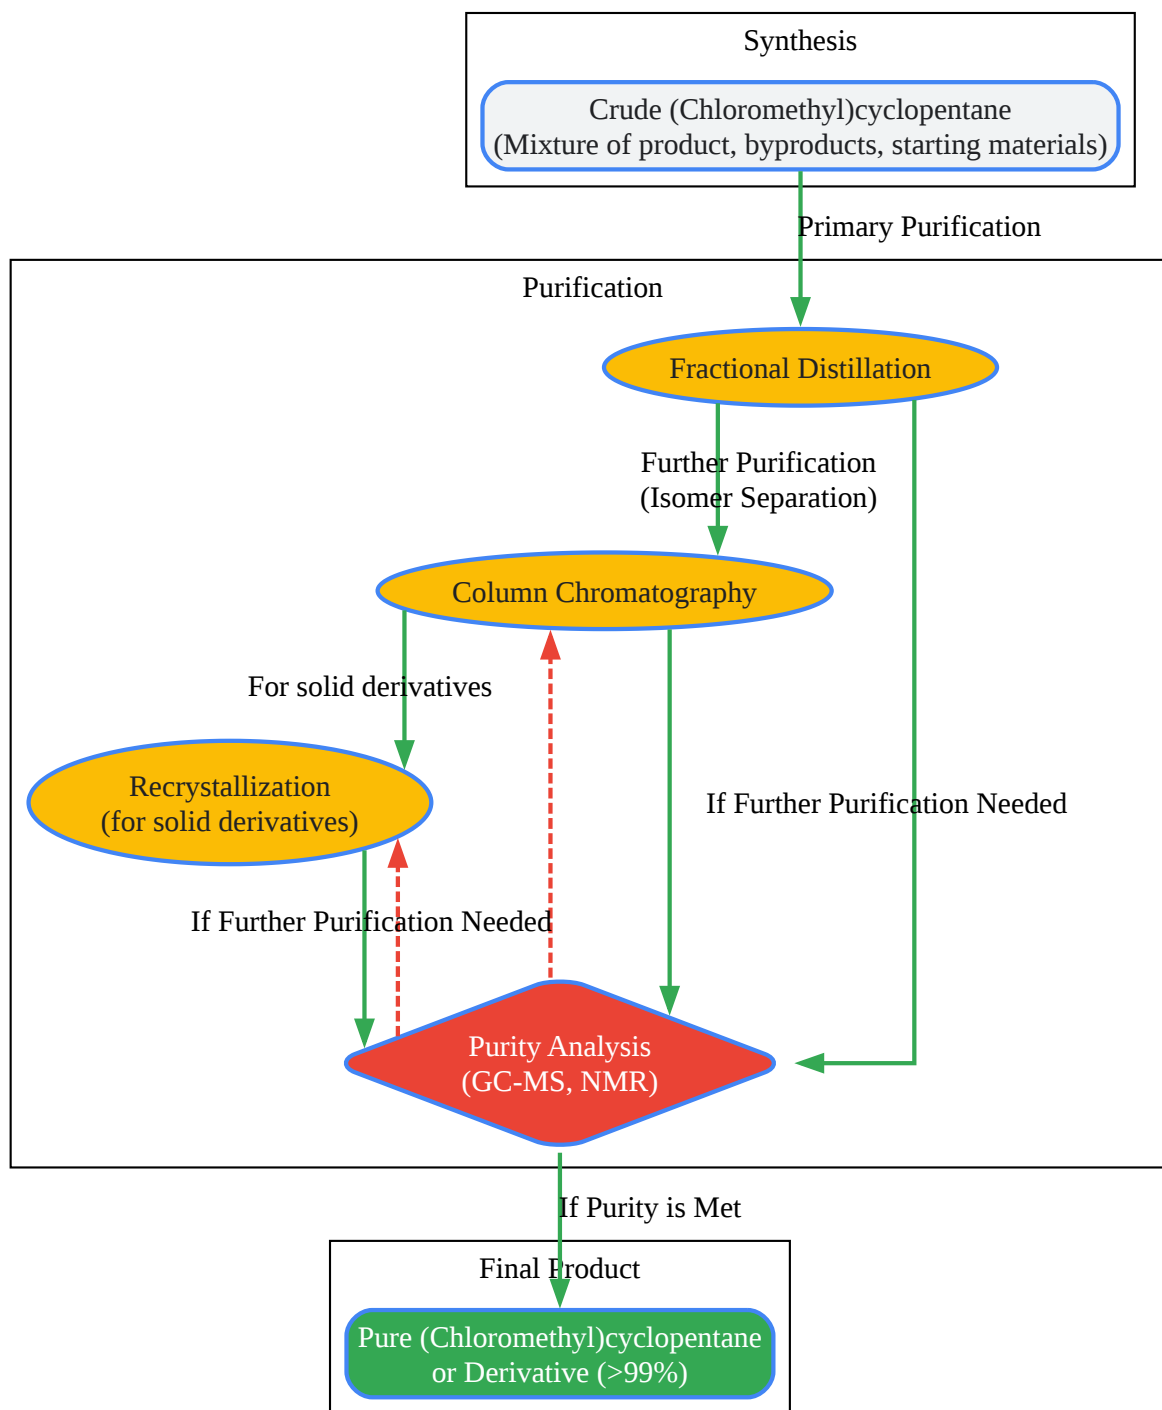 Synthesis
Crude (Chloromethyl)cyclopentane
(Mixture of product, byproducts, starting materials)
Primary Purification
Purification
Fractional Distillation
Further Purification
(Isomer Separation)
Column Chromatography
For solid derivatives
Recrystallization
(for solid derivatives)
If Further Purification Needed
If Further Purification Needed
Purity Analysis
(GC-MS, NMR)
If Purity is Met
Final Product
Pure (Chloromethyl)cyclopentane
or Derivative (>99%)